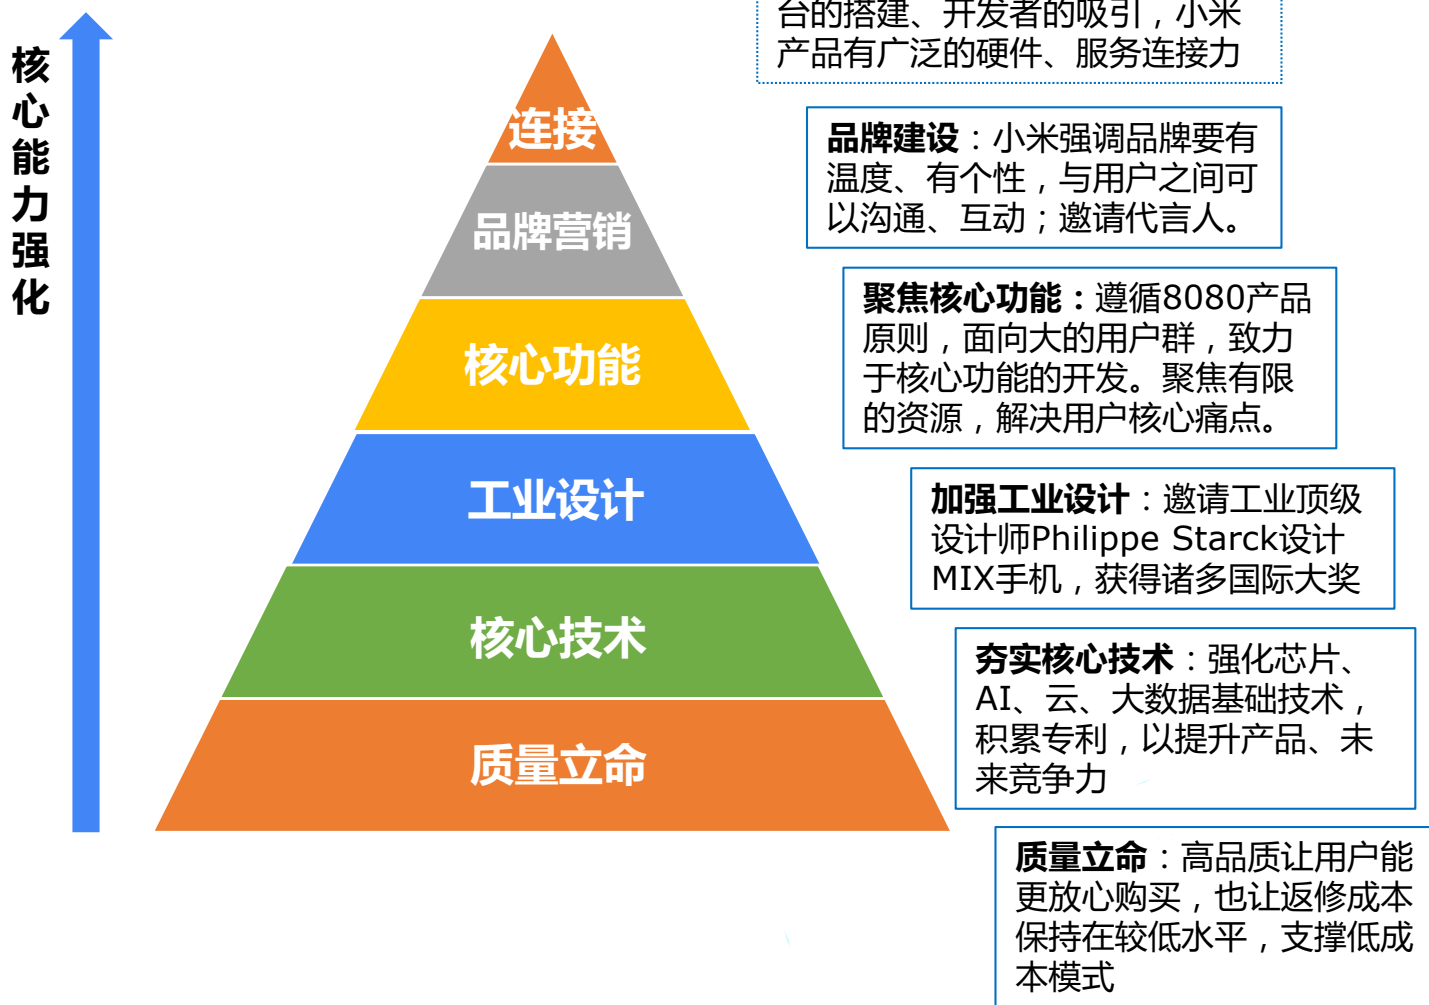 核心能力强化
台的搭建、开发者的吸引，小米
产品有广泛的硬件、服务连接力
连接
品牌建设：小米强调品牌要有
温度、有个性，与用户之间可
以沟通、互动；邀请代言人。
品牌营销
聚焦核心功能：遵循8080产品
原则，面向大的用户群，致力
于核心功能的开发。聚焦有限
的资源，解决用户核心痛点。
核心功能
加强工业设计：邀请工业顶级
设计师Philippe Starck设计
MIX手机，获得诸多国际大奖
工业设计
夯实核心技术：强化芯片、
AI、云、大数据基础技术，
积累专利，以提升产品、未
来竞争力
核心技术
质量立命
质量立命：高品质让用户能
更放心购买，也让返修成本
保持在较低水平，支撑低成
本模式